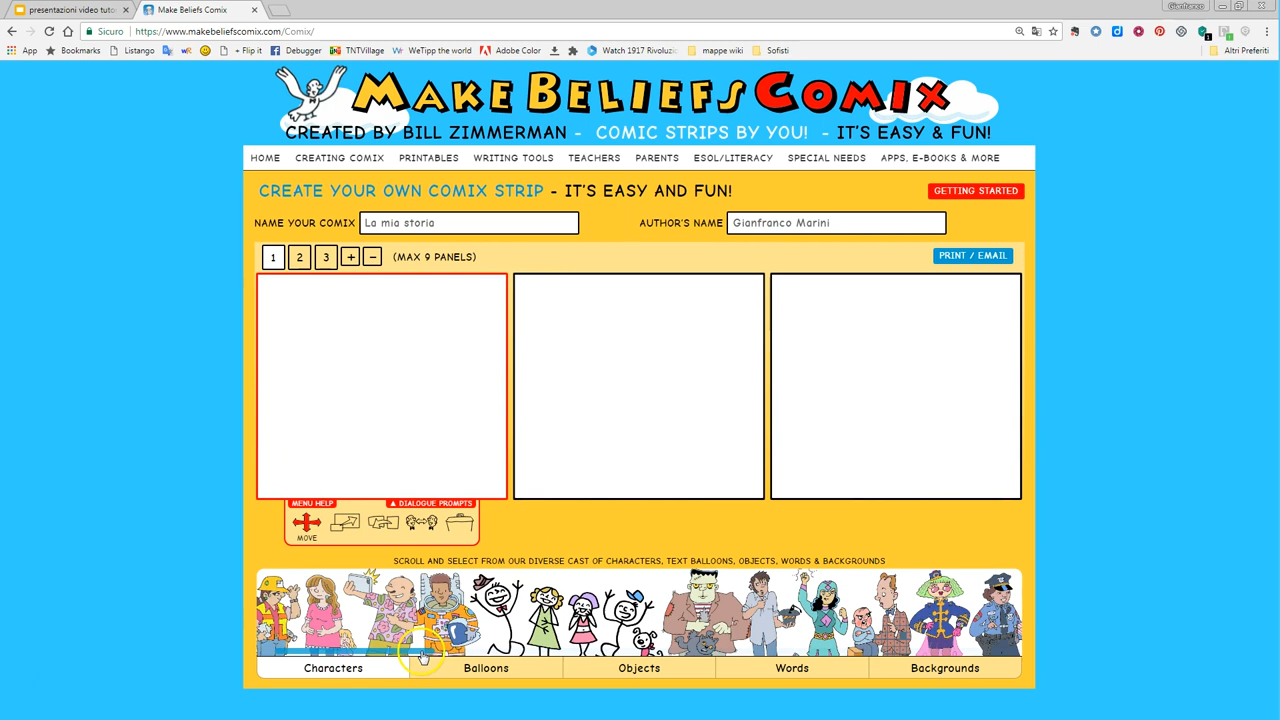 presentazioni video tuto
Make Beliefs Comix
Gianfranco
Sicuro
https://www.makebeliefscomix.com/Comix/
App
Bookmarks
Listango
+ Flip it
Debugger
TNTVillage
WeTipp the world
Adobe Color
Watch 1917 Rivoluzi
mappe wiki
Sofisti
Altri Preferiti
MAKE BELIEFS COMIX
CREATED BY BILL ZIMMERMAN - COMIC STRIPS BY YOU! - IT'S EASY & FUN!
HOME CREATING COMIX PRINTABLES WRITING TOOLS TEACHERS PARENTS ESOL/LITERACY SPECIAL NEEDS APPS, E-BOOKS & MORE
CREATE YOUR OWN COMIX STRIP - IT'S EASY AND FUN!
GETTING STARTED
NAME YOUR COMIX La mia storia
AUTHOR'S NAME Gianfranco Marini
1 2 3 + − (MAX 9 PANELS)
PRINT / EMAIL
MENU HELP
▲ DIALOGUE PROMPTS
MOVE
SCROLL AND SELECT FROM OUR DIVERSE CAST OF CHARACTERS, TEXT BALLOONS, OBJECTS, WORDS & BACKGROUNDS
Characters Balloons Objects Words Backgrounds